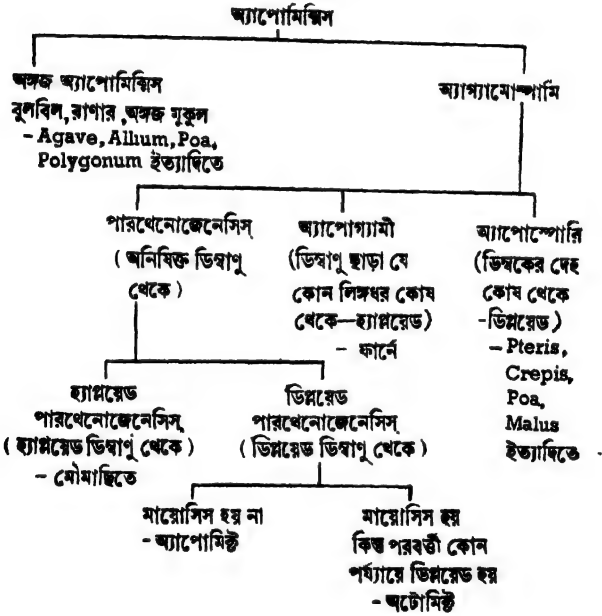 অ্যাপোমিক্সিস
অঙ্গজ অ্যাপোমিক্সিস
বুলবিল, রাণার, অঙ্গজ মুকুল
- Agave, Allium, Poa,
Polygonum ইত্যাদিতে
অ্যাগ্যামোস্পার্মি
পারথেনোজেনেসিস্
(অনিষিক্ত ডিম্বাণু
থেকে)
অ্যাপোগ্যামী
(ডিম্বাণু ছাড়া যে
কোন লিঙ্গধর কোষ
থেকে—হ্যাপ্লয়েড)
- ফার্নে
অ্যাপোস্পোরি
(ডিম্বকের দেহ
কোষ থেকে
-ডিপ্লয়েড)
- Pteris,
Crepis,
Poa,
Malus
ইত্যাদিতে
হ্যাপ্লয়েড
পারথেনোজেনেসিস্
(হ্যাপ্লয়েড ডিম্বাণু থেকে)
- মৌমাছিতে
ডিপ্লয়েড
পারথেনোজেনেসিস্
(ডিপ্লয়েড ডিম্বাণু থেকে)
মায়োসিস হয় না
-অ্যাপোমিক্ট
মায়োসিস হয়
কিন্তু পরবর্ত্তী কোন
পর্য্যায়ে ডিপ্লয়েড হয়
- অটোমিক্ট